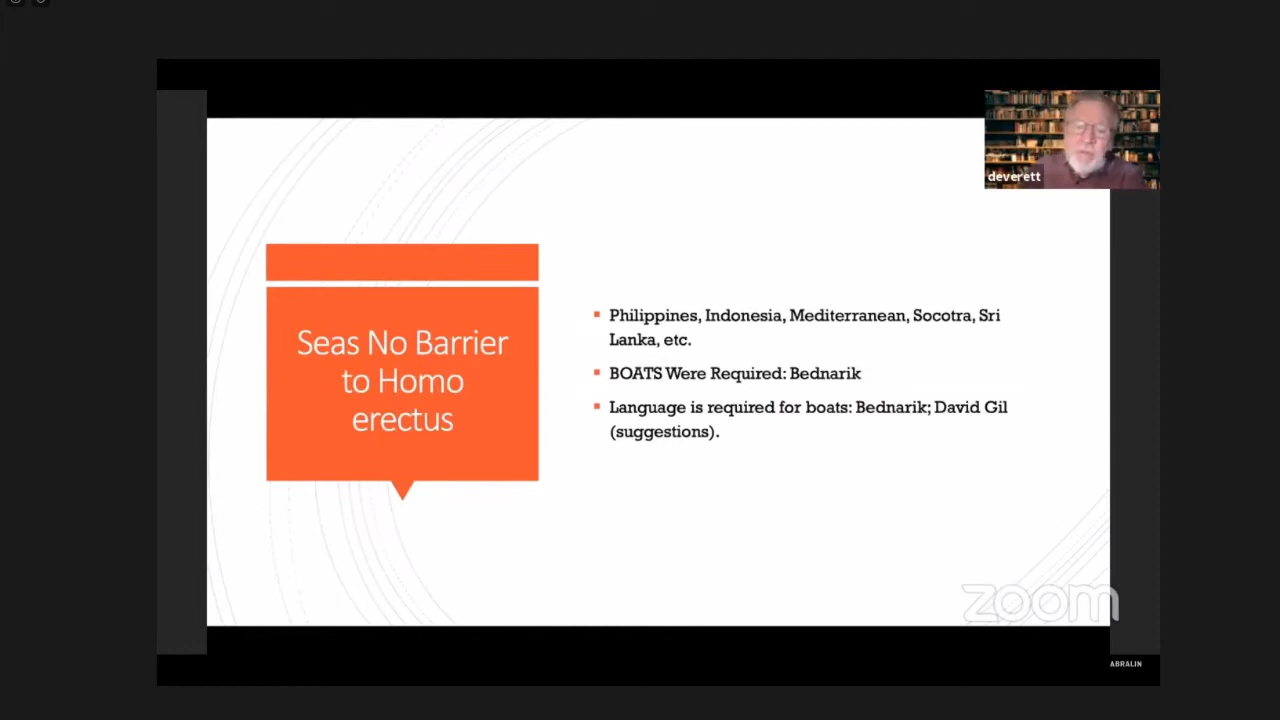 deverett
Seas No Barrier
to Homo
erectus
Philippines, Indonesia, Mediterranean, Socotra, Sri
Lanka, etc.
BOATS Were Required: Bednarik
Language is required for boats: Bednarik; David Gil
(suggestions).
zoom
ABRALIN